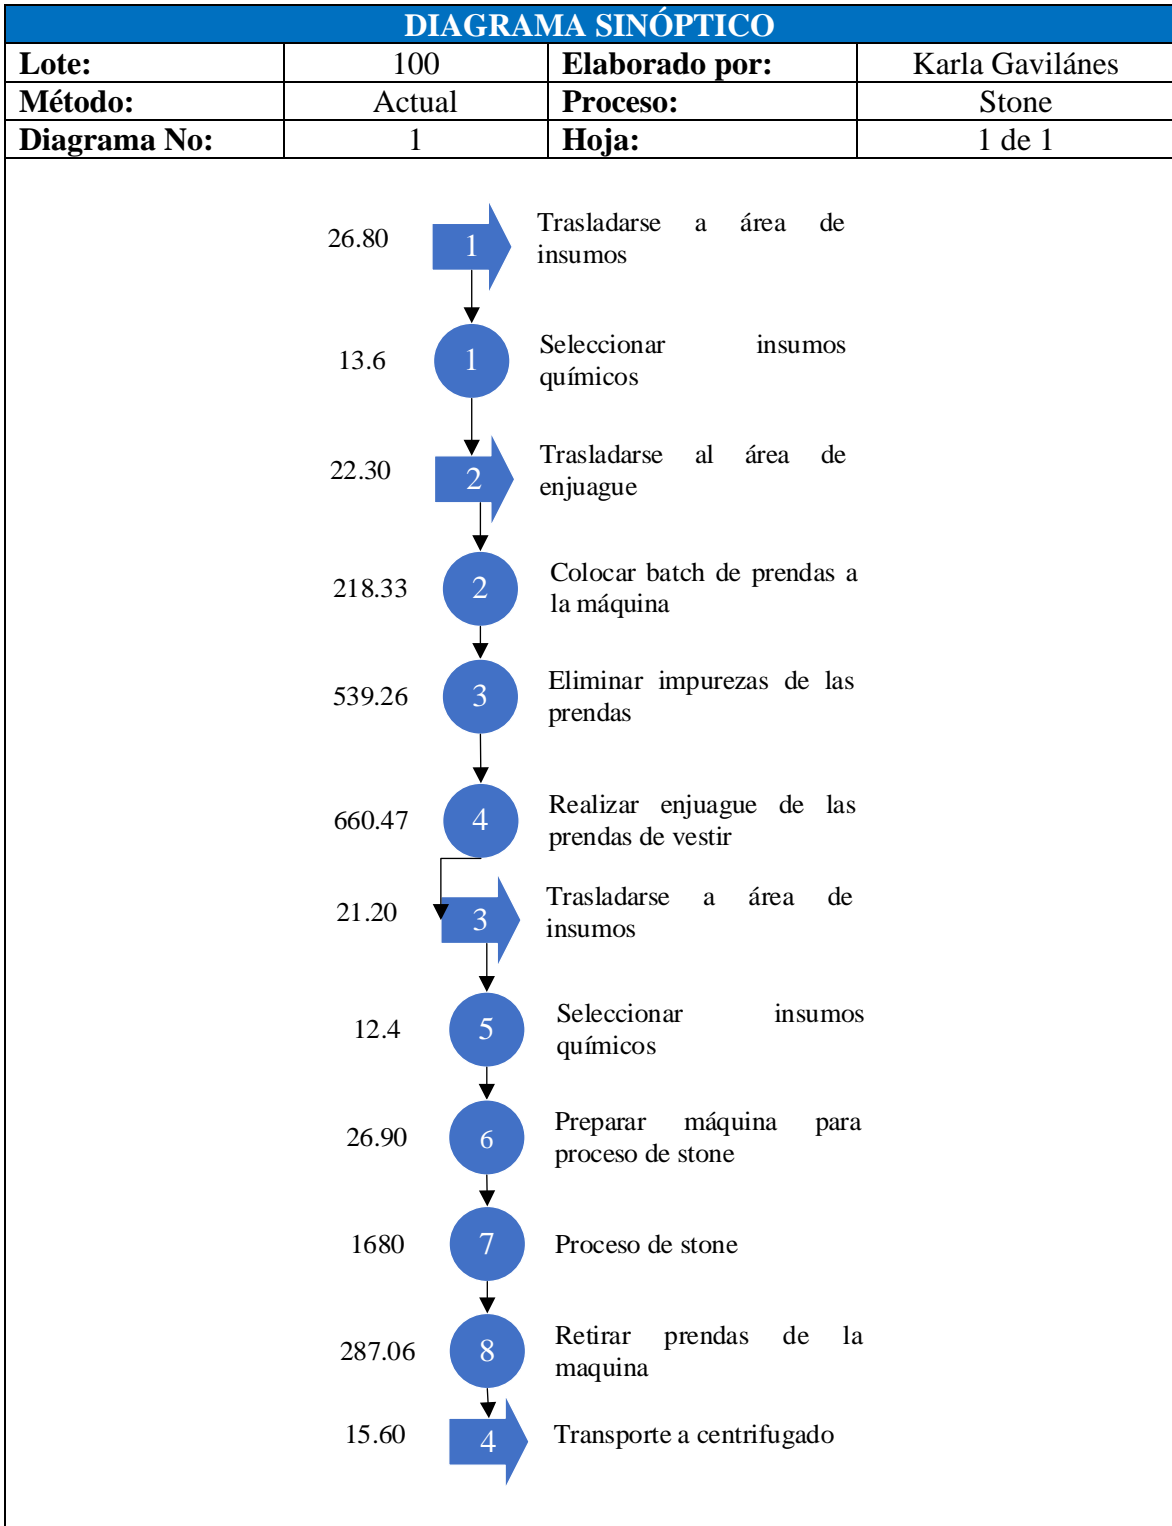 DIAGRAMA SINÓPTICO
Lote: 100 Elaborado por: Karla Gavilánes
Método: Actual Proceso: Stone
Diagrama No: 1 Hoja: 1 de 1
26.80 1 Trasladarse a área de
insumos
13.6 1 Seleccionar insumos
químicos
22.30 2 Trasladarse al área de
enjuague
218.33 2 Colocar batch de prendas a
la máquina
539.26 3 Eliminar impurezas de las
prendas
660.47 4 Realizar enjuague de las
prendas de vestir
21.20 3 Trasladarse a área de
insumos
12.4 5 Seleccionar insumos
químicos
26.90 6 Preparar máquina para
proceso de stone
1680 7 Proceso de stone
287.06 8 Retirar prendas de la
maquina
15.60 4 Transporte a centrifugado